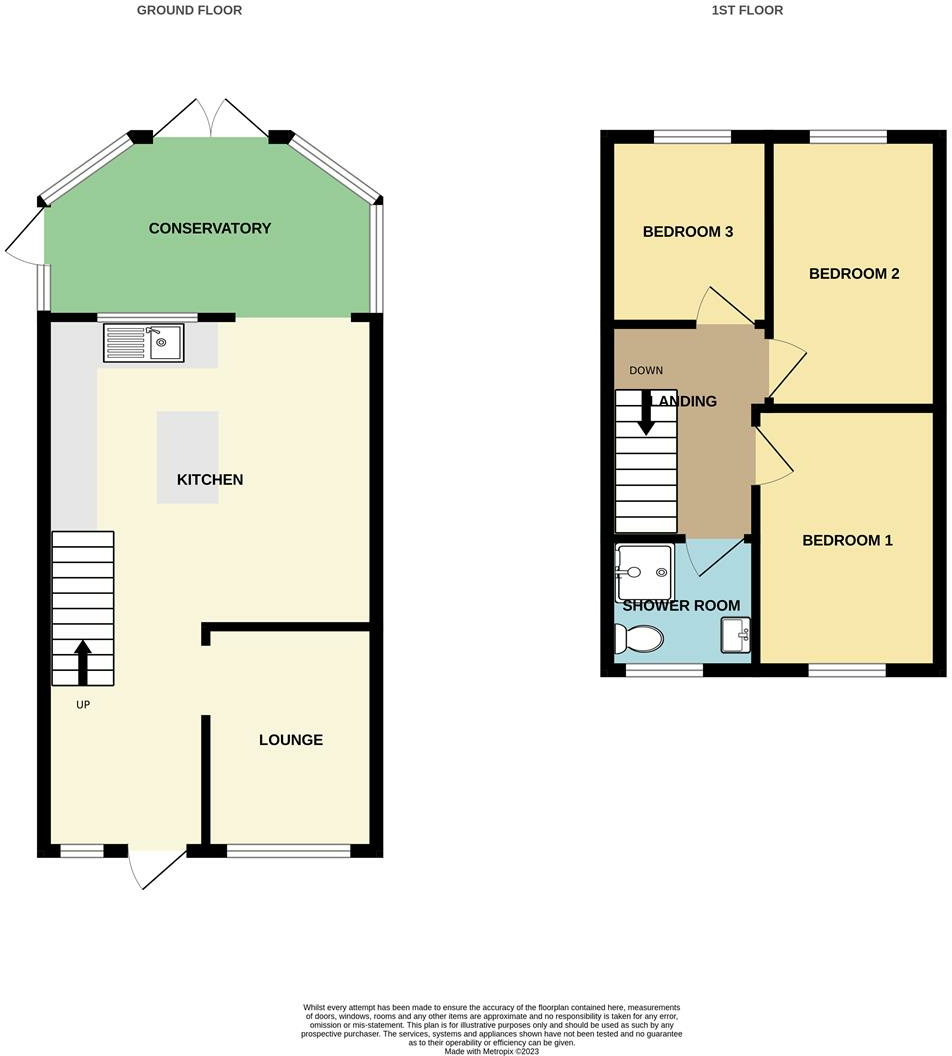 GROUND FLOOR
1ST FLOOR
CONSERVATORY
BEDROOM 3
BEDROOM 2
DOWN
LANDING
KITCHEN
BEDROOM 1
SHOWER ROOM
UP
LOUNGE
Whilst every attempt has been made to ensure the accuracy of the floorplan contained here, measurements
of doors, windows, rooms and any other items are approximate and no responsibility is taken for any error,
omission or mis-statement. This plan is for illustrative purposes only and should be used as such by any
prospective purchaser. The services, systems and appliances shown have not been tested and no guarantee
as to their operability or efficiency can be given.
Made with Metropix ©2023